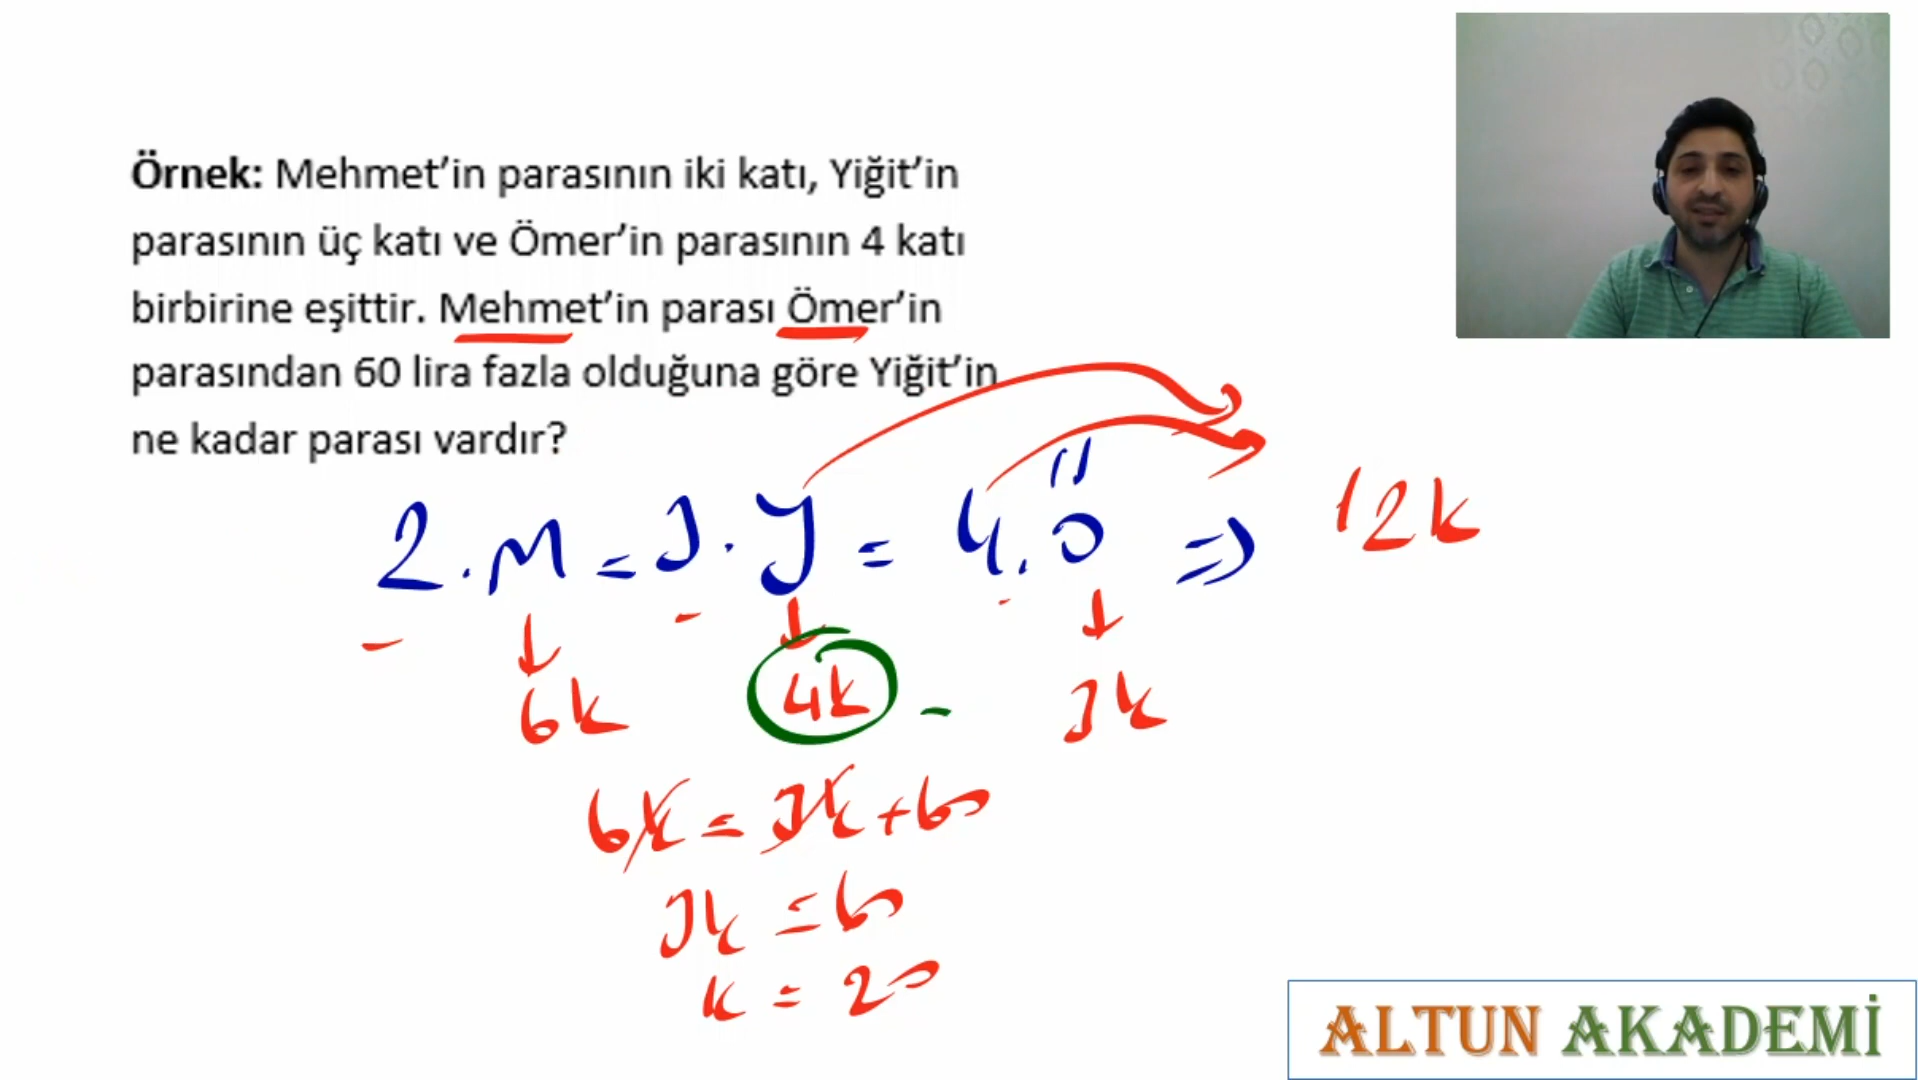 Örnek: Mehmet’in parasının iki katı, Yiğit’in
parasının üç katı ve Ömer’in parasının 4 katı
birbirine eşittir. Mehmet’in parası Ömer’in
parasından 60 lira fazla olduğuna göre Yiğit’in
ne kadar parası vardır?
2.M = 3.Y = 4.Ö ⇒ 12k
6k 4k 3k
6k = 3k + 60
3k = 60
k = 20
ALTUN AKADEMİ